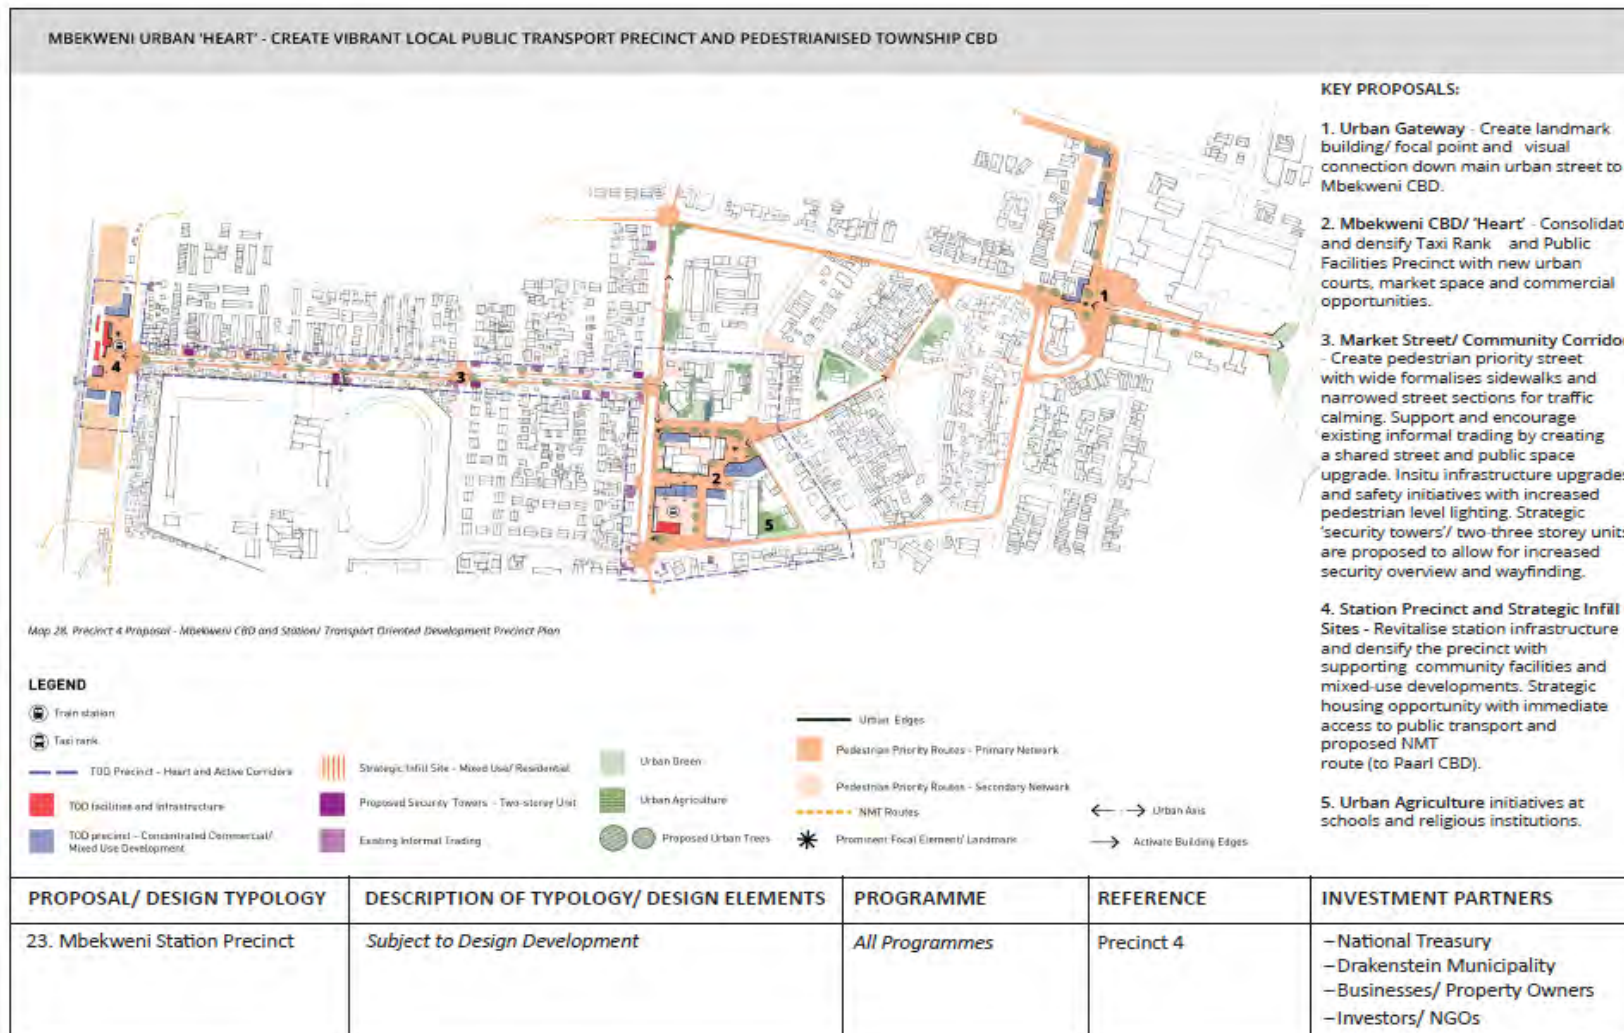 MBEKWENI URBAN 'HEART' - CREATE VIBRANT LOCAL PUBLIC TRANSPORT PRECINCT AND PEDESTRIANISED TOWNSHIP CBD
KEY PROPOSALS:
1. Urban Gateway - Create landmark
building/ focal point and visual
connection down main urban street to
Mbekweni CBD.
2. Mbekweni CBD/ 'Heart' - Consolidat
and densify Taxi Rank and Public
Facilities Precinct with new urban
courts, market space and commercial
opportunities.
3. Market Street/ Community Corridor
- Create pedestrian priority street
with wide formalises sidewalks and
narrowed street sections for traffic
calming. Support and encourage
existing informal trading by creating
a shared street and public space
upgrade. Insitu infrastructure upgrades
and safety initiatives with increased
pedestrian level lighting. Strategic
'security towers'/ two-three storey units
are proposed to allow for increased
security overview and wayfinding.
4. Station Precinct and Strategic Infill
Sites - Revitalise station infrastructure
and densify the precinct with
supporting community facilities and
mixed-use developments. Strategic
housing opportunity with immediate
access to public transport and
proposed NMT
route (to Paarl CBD).
5. Urban Agriculture initiatives at
schools and religious institutions.
1
2
3
4
5
Map 28. Precinct 4 Proposal - Mbekweni CBD and Station/ Transport Oriented Development Precinct Plan
LEGEND
Train station
Taxi rank
TOD Precinct - Heart and Active Corridors
TOD facilities and Infrastructure
TOD precinct - Concentrated Commercial/
Mixed Use Development
Strategic Infill Site - Mixed Use/ Residential
Proposed Security Towers - Two-storey Unit
Existing Informal Trading
Urban Green
Urban Agriculture
Proposed Urban Trees
Urban Edges
Pedestrian Priority Routes - Primary Network
Pedestrian Priority Routes - Secondary Network
NMT Routes
Prominent Focal Element/ Landmark
Urban Axis
Activate Building Edges
PROPOSAL/ DESIGN TYPOLOGY
DESCRIPTION OF TYPOLOGY/ DESIGN ELEMENTS
PROGRAMME
REFERENCE
INVESTMENT PARTNERS
23. Mbekweni Station Precinct
Subject to Design Development
All Programmes
Precinct 4
–National Treasury
–Drakenstein Municipality
–Businesses/ Property Owners
–Investors/ NGOs